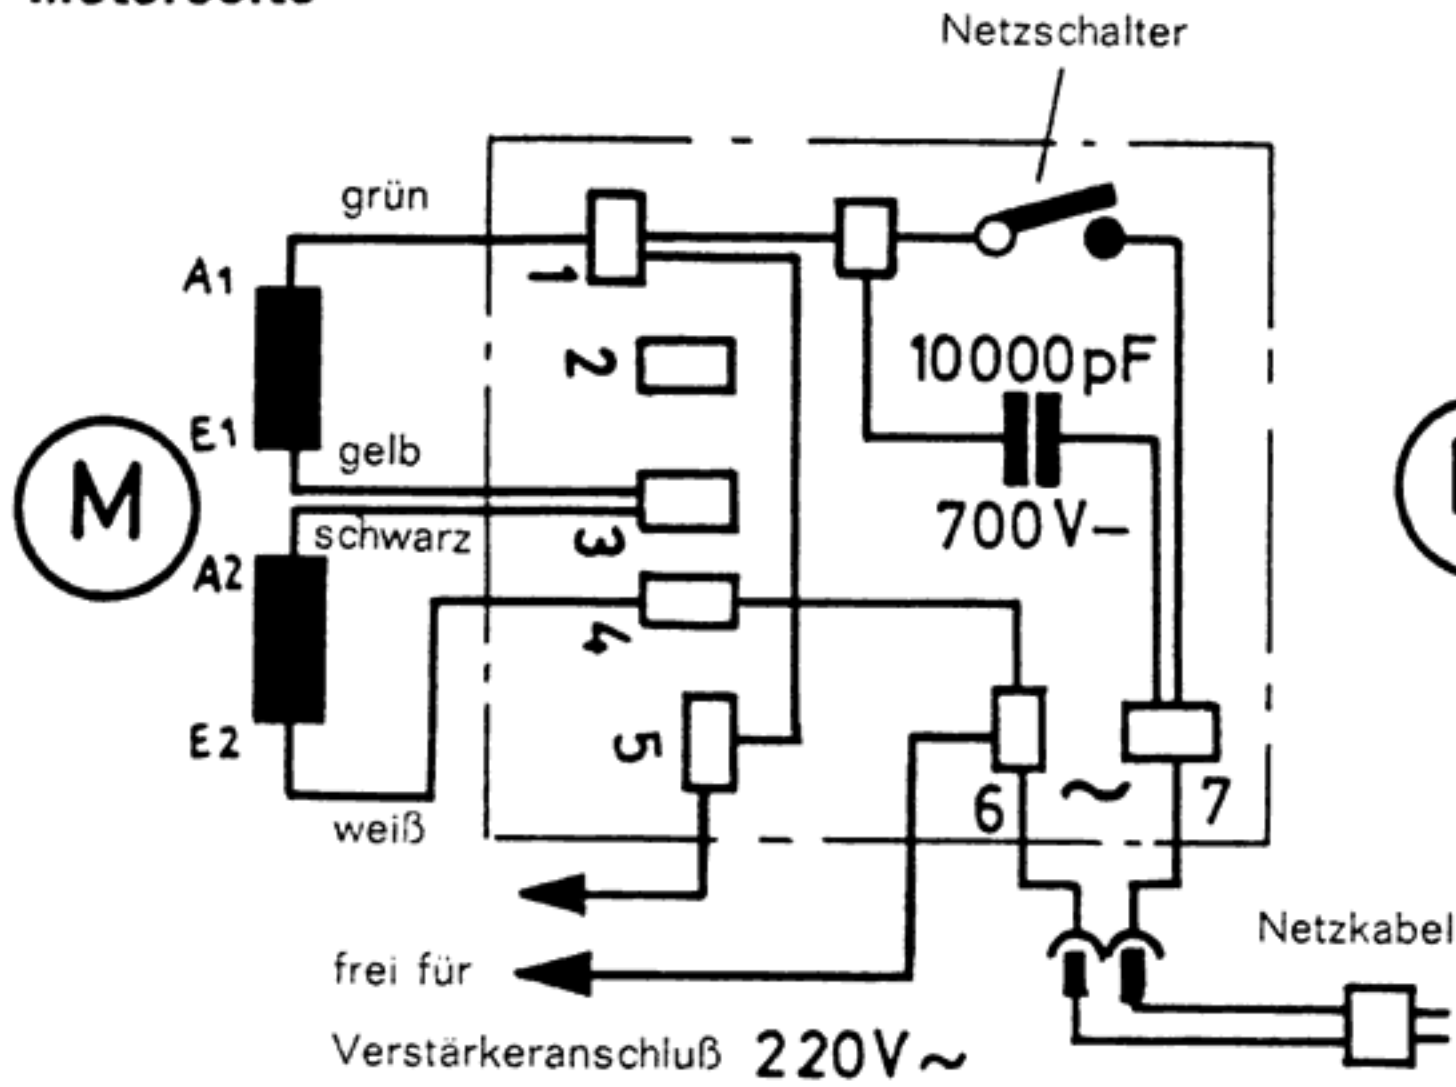 Netzschalter
grün
A1
1
10000pF
2
E1
gelb
M
700V–
schwarz
3
A2
4
E2
5
6
~
7
weiß
Netzkabel
frei für
Verstärkeranschluß 220V~